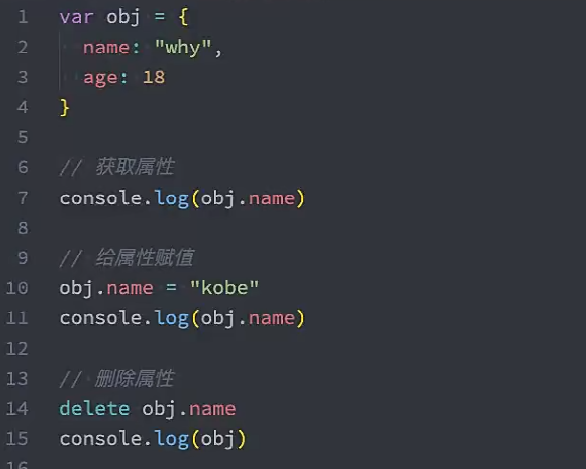 1 var obj = {
2 name: "why",
3 age: 18
4 }
5
6 // 获取属性
7 console.log(obj.name)
8
9 // 给属性赋值
10 obj.name = "kobe"
11 console.log(obj.name)
12
13 // 删除属性
14 delete obj.name
15 console.log(obj)
16